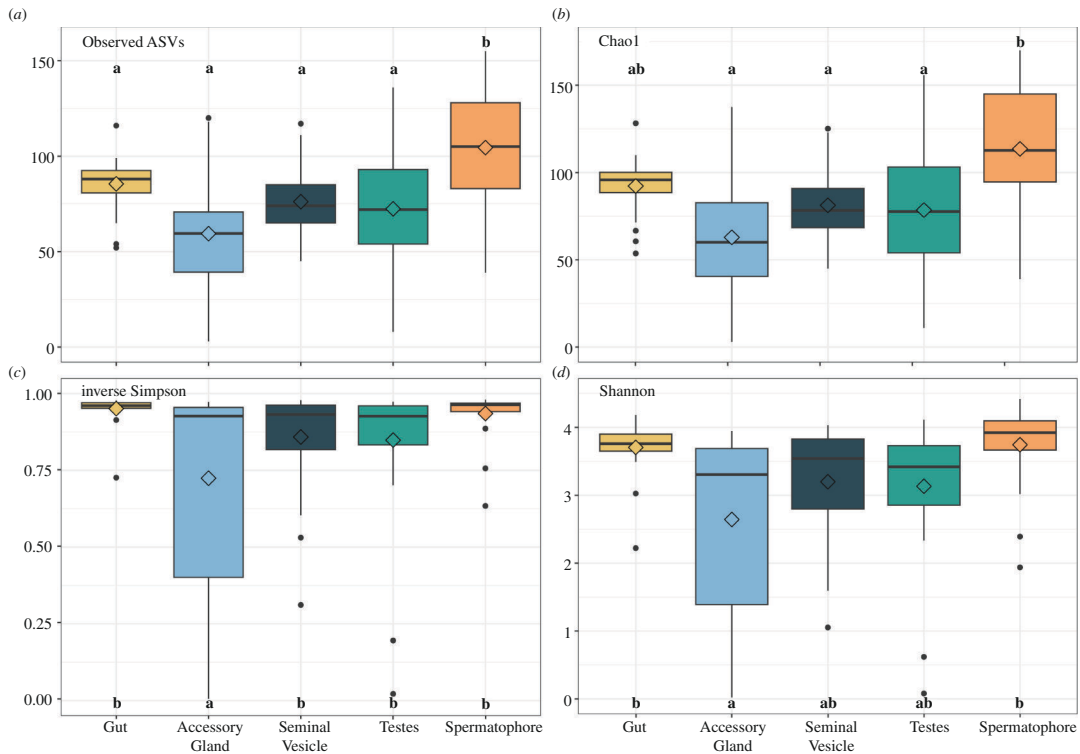 (a)
Observed ASVs
150
100
50
0
a a a a b
(b)
Chao1
150
100
50
0
ab a a a b
(c)
inverse Simpson
1.00
0.75
0.50
0.25
0.00
b a b b b
Gut Accessory Seminal Testes Spermatophore
Gland Vesicle
(d)
Shannon
4
3
2
1
0
b a ab ab b
Gut Accessory Seminal Testes Spermatophore
Gland Vesicle